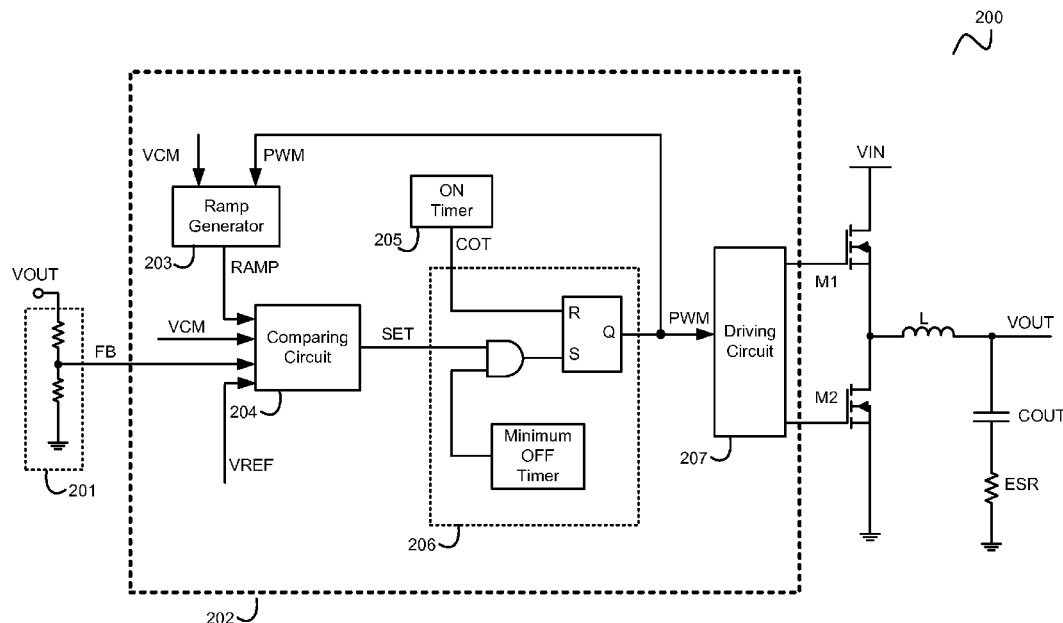 200
VCM
PWM
VIN
Ramp
Generator
ON
Timer
203
205
COT
RAMP
VOUT
M1
VCM
Comparing
Circuit
SET
R
Q
S
PWM
Driving
Circuit
L
VOUT
FB
204
M2
COUT
Minimum
OFF
Timer
207
VREF
201
ESR
206
202